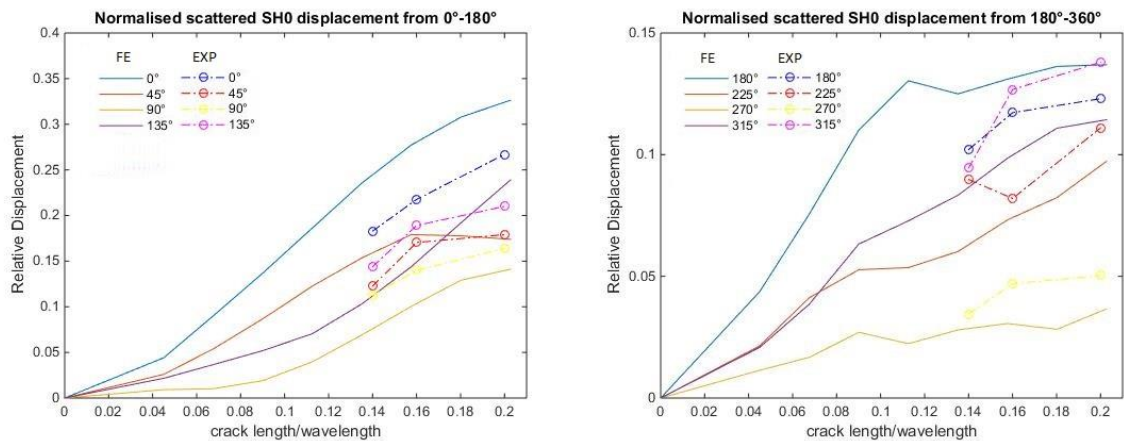 Normalised scattered SH0 displacement from 0°-180°
0.4
0.35
0.3
0.25
0.2
0.15
0.1
0.05
0
Relative Displacement
FE EXP
0° 0°
45° 45°
90° 90°
135° 135°
0 0.02 0.04 0.06 0.08 0.1 0.12 0.14 0.16 0.18 0.2
crack length/wavelength
Normalised scattered SH0 displacement from 180°-360°
0.15
0.1
0.05
0
Relative Displacement
FE EXP
180° 180°
225° 225°
270° 270°
315° 315°
0 0.02 0.04 0.06 0.08 0.1 0.12 0.14 0.16 0.18 0.2
crack length/wavelength